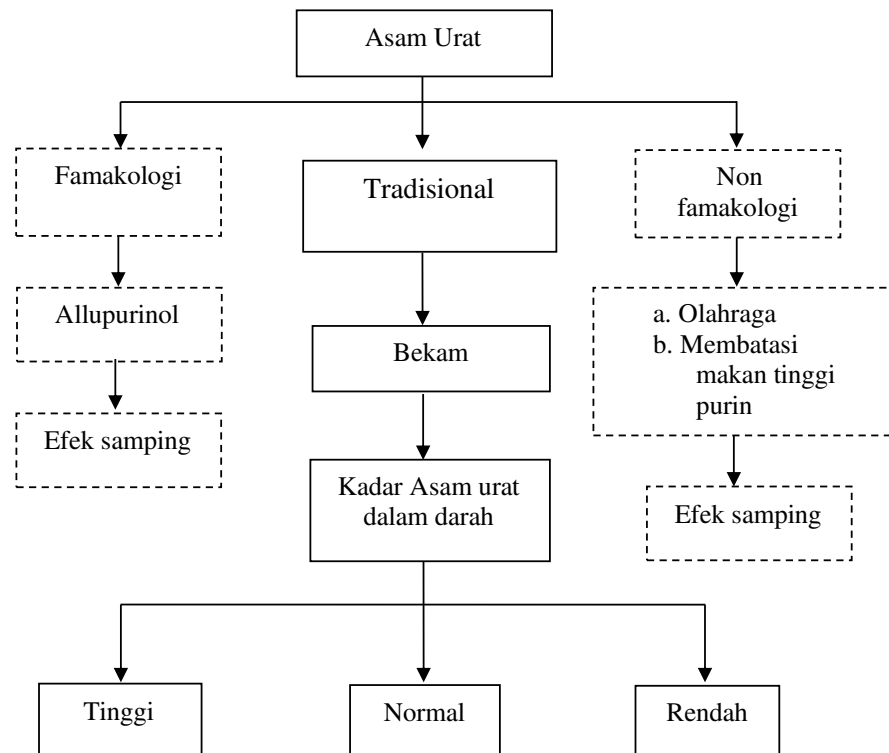 Asam Urat
Famakologi
Tradisional
Non
famakologi
Allupurinol
a. Olahraga
b. Membatasi
makan tinggi
purin
Bekam
Efek samping
Kadar Asam urat
dalam darah
Efek samping
Tinggi
Normal
Rendah